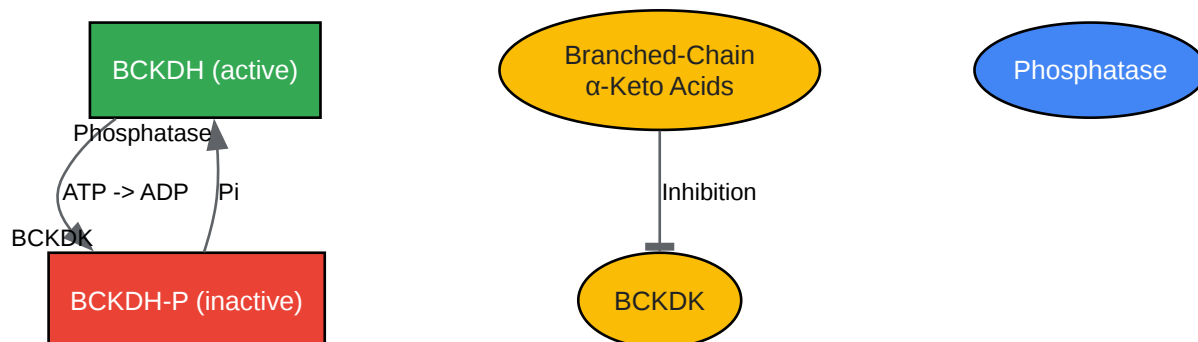 BCKDH (active)
Branched-Chain
α-Keto Acids
Phosphatase
Phosphatase
ATP -> ADP
Pi
Inhibition
BCKDK
BCKDH-P (inactive)
BCKDK